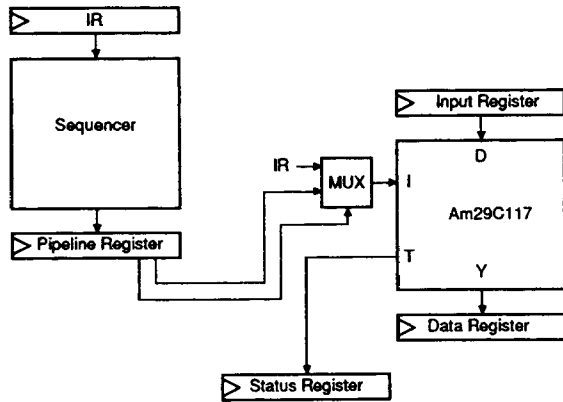 IR
Sequencer
Pipeline Register
IR
MUX
Input Register
D
I
Am29C117
T
Y
Data Register
Status Register